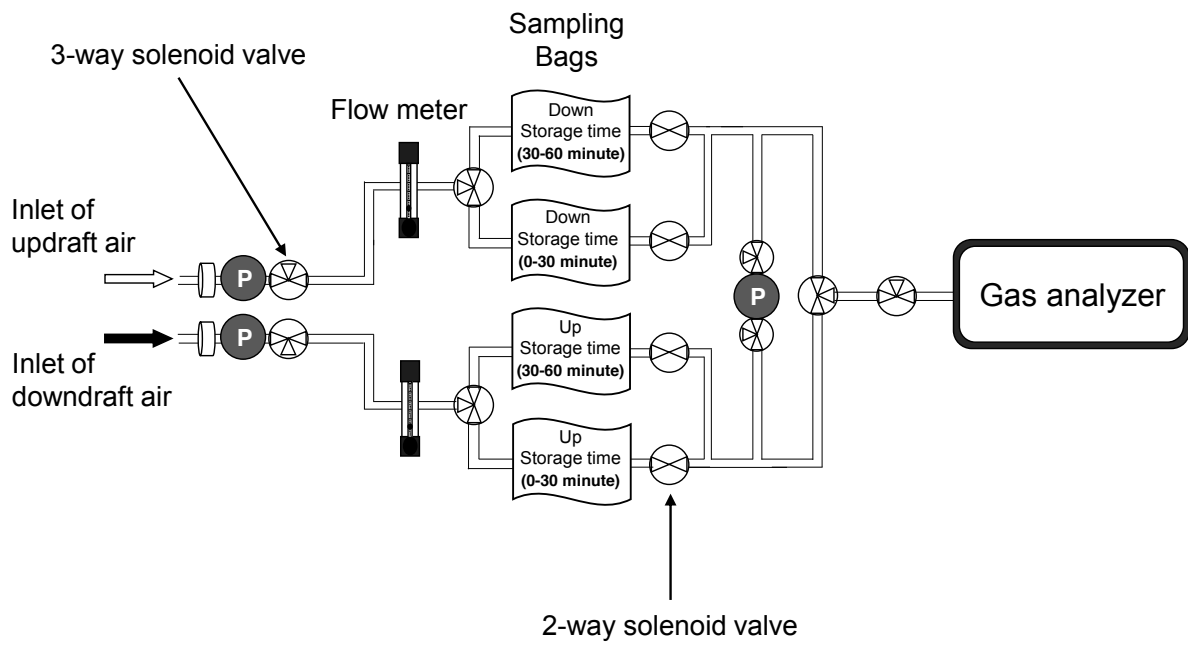 Sampling
Bags
3-way solenoid valve
Flow meter
Down
Storage time
(30-60 minute)
Inlet of
updraft air
Down
Storage time
(0-30 minute)
P
P
P
Gas analyzer
Inlet of
downdraft air
Up
Storage time
(30-60 minute)
Up
Storage time
(0-30 minute)
2-way solenoid valve